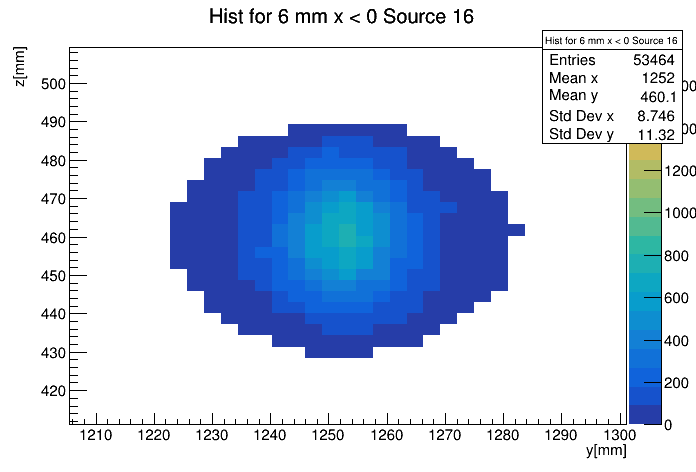 Hist for 6 mm x < 0 Source 16
Hist for 6 mm x < 0 Source 16
Entries 53464
Mean x 1252
Mean y 460.1
Std Dev x 8.746
Std Dev y 11.32
z[mm]
500
490
480
470
460
450
440
430
420
1210 1220 1230 1240 1250 1260 1270 1280 1290 1300
y[mm]
1200
1000
800
600
400
200
0